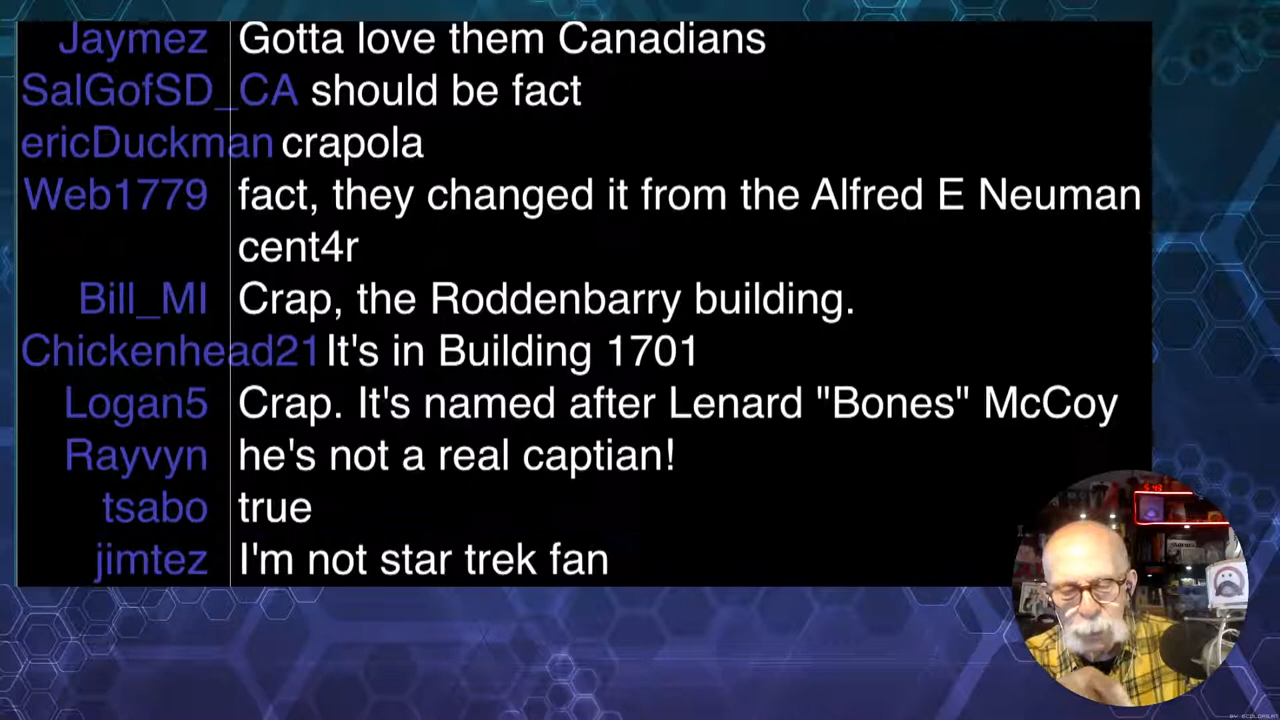 Jaymez Gotta love them Canadians
SalGofSD_CA should be fact
ericDuckman crapola
Web1779 fact, they changed it from the Alfred E Neuman
cent4r
Bill_MI Crap, the Roddenbarry building.
Chickenhead21 It's in Building 1701
Logan5 Crap. It's named after Lenard "Bones" McCoy
Rayvyn he's not a real captian!
tsabo true
jimtez I'm not star trek fan